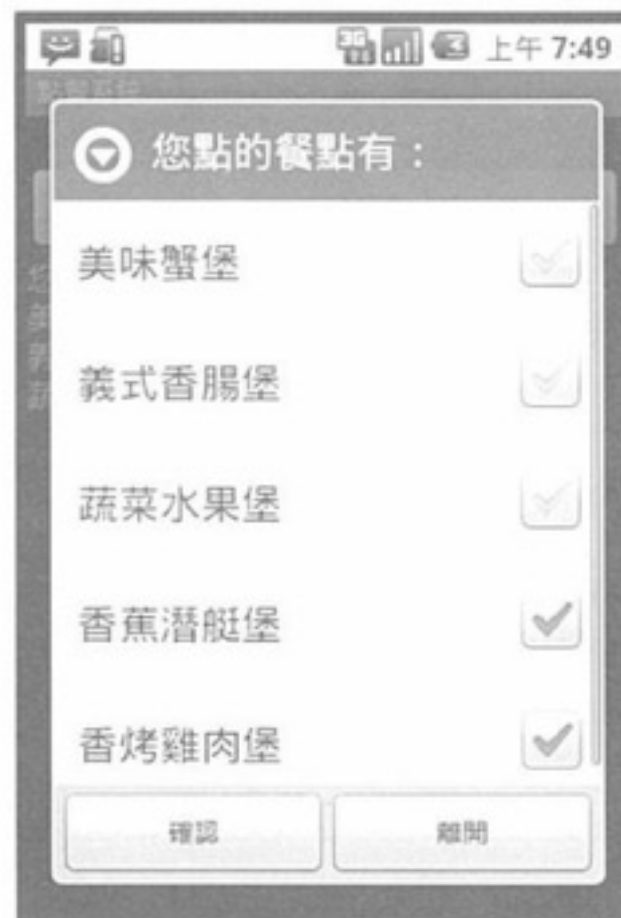 上午 7:49
您點的餐點有：
美味蟹堡
義式香腸堡
蔬菜水果堡
香蕉潛艇堡
香烤雞肉堡
確認
離開